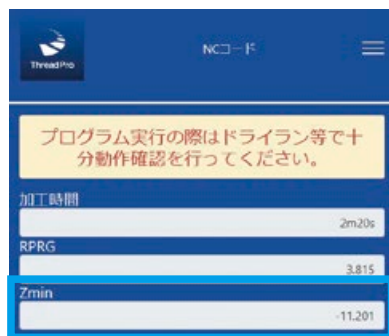 ThreadPro
NCコード
プログラム実行の際はドライラン等で十
分動作確認を行ってください。
加工時間
2m20s
RPRG
3.815
Zmin
-11.201